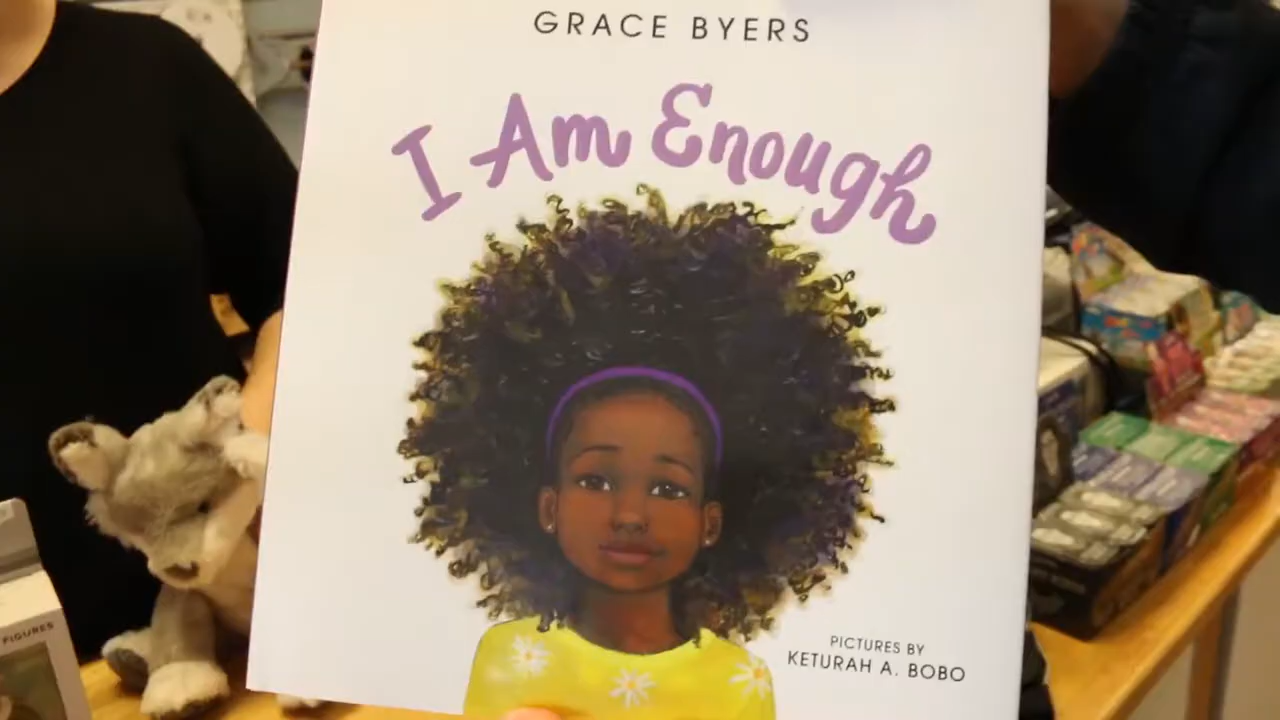 GRACE BYERS
I Am Enough
PICTURES BY
KETURAH A. BOBO
FIGURES